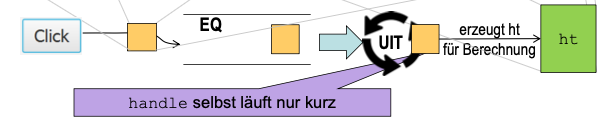 Click
EQ
UIT
erzeugt ht
für Berechnung
ht
handle selbst läuft nur kurz